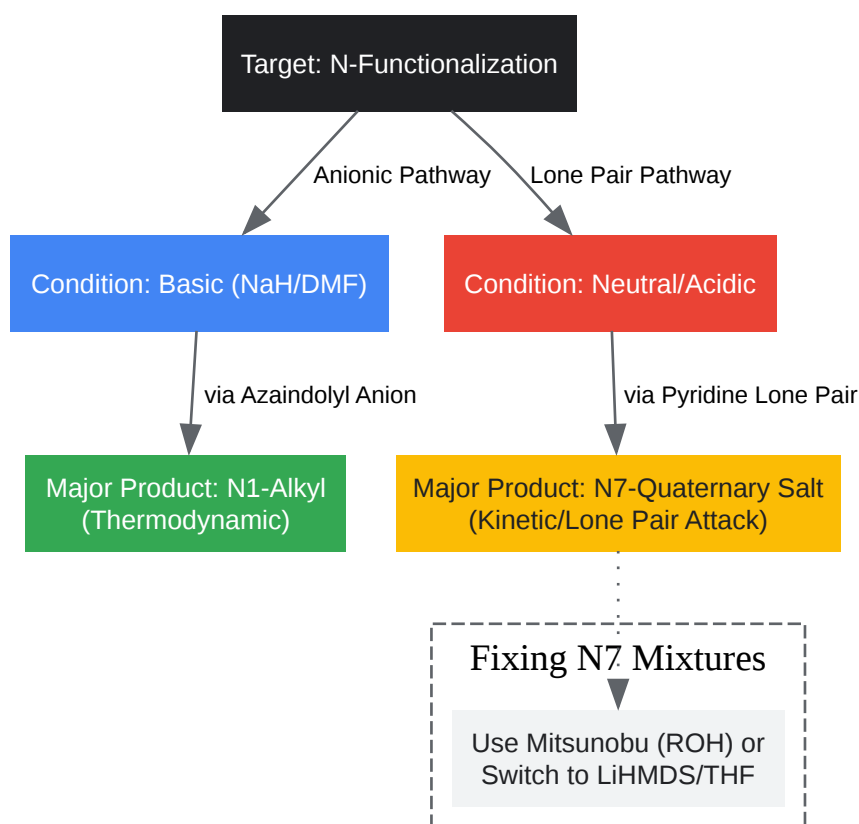 Target: N-Functionalization
Anionic Pathway
Lone Pair Pathway
Condition: Basic (NaH/DMF)
Condition: Neutral/Acidic
via Azaindolyl Anion
via Pyridine Lone Pair
Major Product: N1-Alkyl
(Thermodynamic)
Major Product: N7-Quaternary Salt
(Kinetic/Lone Pair Attack)
Fixing N7 Mixtures
Use Mitsunobu (ROH) or
Switch to LiHMDS/THF